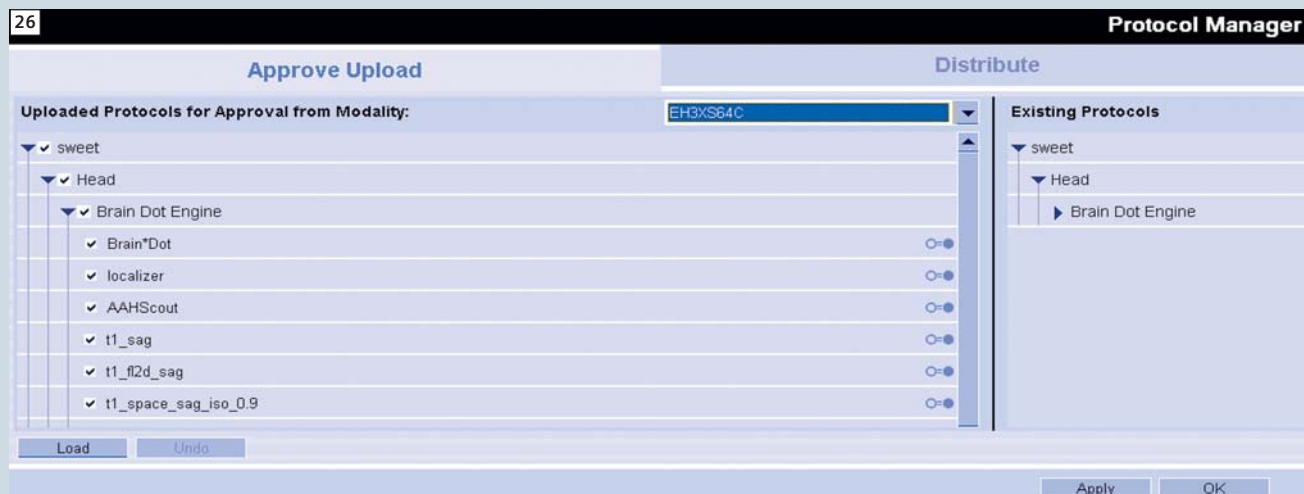 26
Protocol Manager
Approve Upload
Distribute
Uploaded Protocols for Approval from Modality:
EH3XS64C
Existing Protocols
sweet
Head
Brain Dot Engine
Brain*Dot
localizer
AAHScout
t1_sag
t1_fl2d_sag
t1_space_sag_iso_0.9
sweet
Head
Brain Dot Engine
Load
Undo
Apply
OK